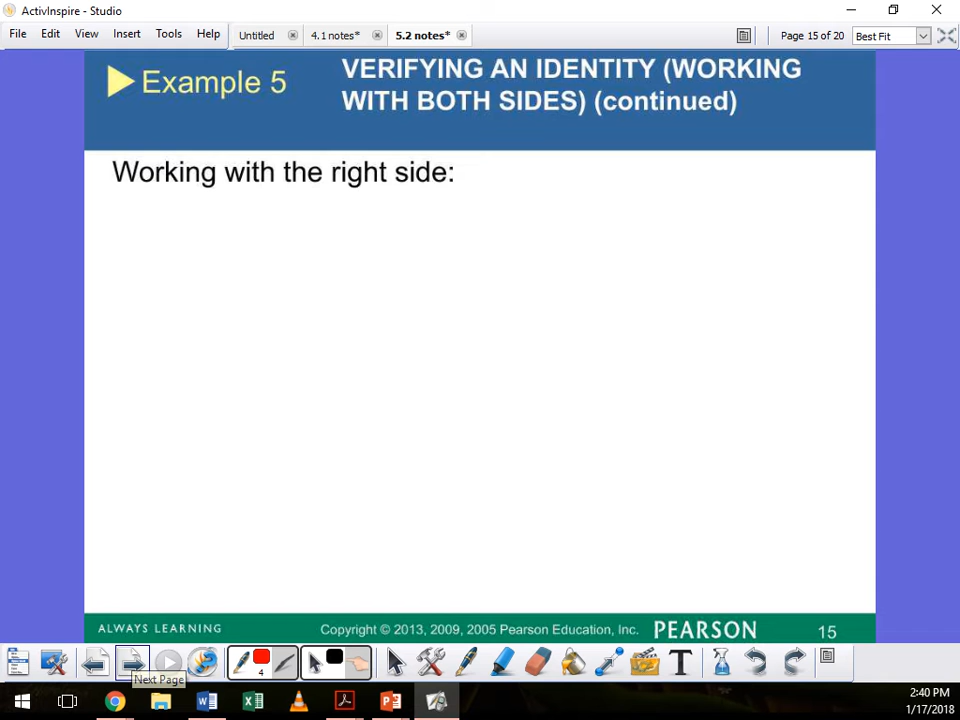 ActivInspire - Studio
File Edit View Insert Tools Help Untitled 4.1 notes* 5.2 notes* Page 15 of 20 Best Fit
Example 5
VERIFYING AN IDENTITY (WORKING
WITH BOTH SIDES) (continued)
Working with the right side:
ALWAYS LEARNING Copyright © 2013, 2009, 2005 Pearson Education, Inc. PEARSON 15
4
T
Next Page
2:40 PM
1/17/2018